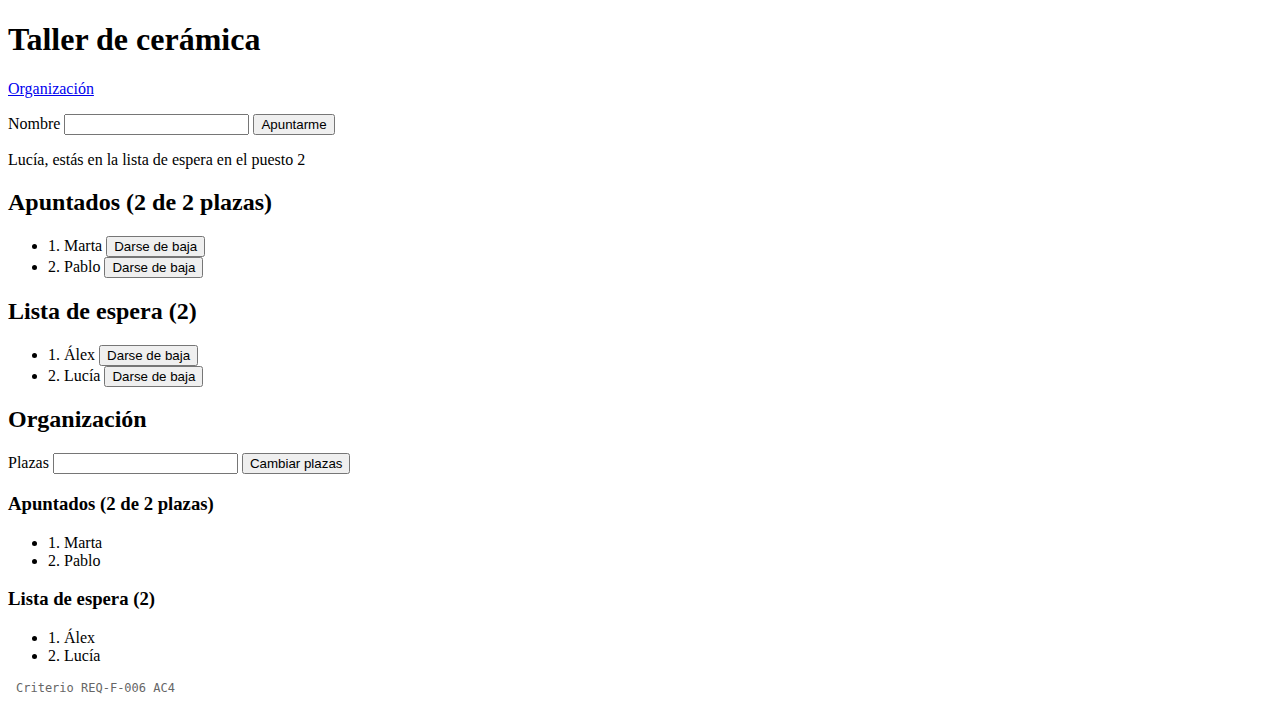 Taller de cerámica
Organización
Nombre Apuntarme
Lucía, estás en la lista de espera en el puesto 2
Apuntados (2 de 2 plazas)
1. Marta Darse de baja
2. Pablo Darse de baja
Lista de espera (2)
1. Álex Darse de baja
2. Lucía Darse de baja
Organización
Plazas Cambiar plazas
Apuntados (2 de 2 plazas)
1. Marta
2. Pablo
Lista de espera (2)
1. Álex
2. Lucía
Criterio REQ-F-006 AC4